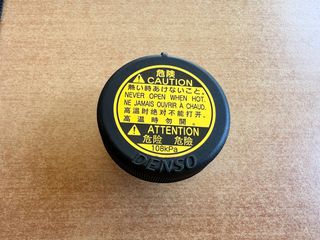 危険
CAUTION
熱い時あけないこと。
NEVER OPEN WHEN HOT.
NE JAMAIS OUVRIR A CHAUD.
高温时绝对不能打开。
高溫時勿開。
ATTENTION
危险 危險
108kPa
DENSO